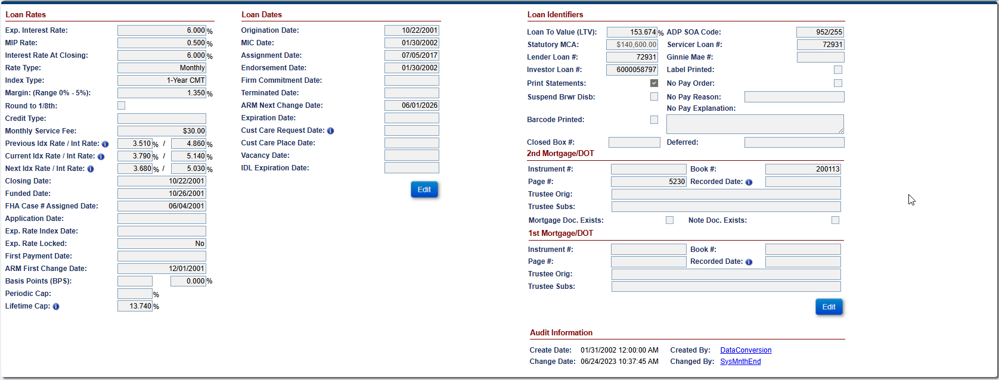 Loan Rates
Exp. Interest Rate: 6.000 %
MIP Rate: 0.500 %
Interest Rate At Closing: 6.000 %
Rate Type: Monthly
Index Type: 1-Year CMT
Margin: (Range 0% - 5%): 1.350 %
Round to 1/8th:
Credit Type:
Monthly Service Fee: $30.00
Previous Idx Rate / Int Rate: 3.510 % / 4.860 %
Current Idx Rate / Int Rate: 3.790 % / 5.140 %
Next Idx Rate / Int Rate: 3.680 % / 5.030 %
Closing Date: 10/22/2001
Funded Date: 10/26/2001
FHA Case # Assigned Date: 06/04/2001
Application Date:
Exp. Rate Index Date:
Exp. Rate Locked: No
First Payment Date:
ARM First Change Date: 12/01/2001
Basis Points (BPS): 0.000 %
Periodic Cap: %
Lifetime Cap: 13.740 %
Loan Dates
Origination Date: 10/22/2001
MIC Date: 01/30/2002
Assignment Date: 07/05/2017
Endorsement Date: 01/30/2002
Firm Commitment Date:
Terminated Date:
ARM Next Change Date: 06/01/2026
Expiration Date:
Cust Care Request Date:
Cust Care Place Date:
Vacancy Date:
IDL Expiration Date:
Edit
Loan Identifiers
Loan To Value (LTV): 153.674 % ADP SOA Code: 952/255
Statutory MCA: $140,600.00 Servicer Loan #: 72931
Lender Loan #: 72931 Ginnie Mae #:
Investor Loan #: 6000058797 Label Printed:
Print Statements: No Pay Order:
Suspend Brwr Disb: No Pay Reason:
No Pay Explanation:
Barcode Printed:
Closed Box #: Deferred:
2nd Mortgage/DOT
Instrument #: Book #: 200113
Page #: 5230 Recorded Date:
Trustee Orig:
Trustee Subs:
Mortgage Doc. Exists: Note Doc. Exists:
1st Mortgage/DOT
Instrument #: Book #:
Page #: Recorded Date:
Trustee Orig:
Trustee Subs:
Edit
Audit Information
Create Date: 01/31/2002 12:00:00 AM Created By: DataConversion
Change Date: 06/24/2023 10:37:45 AM Changed By: SysMnthEnd